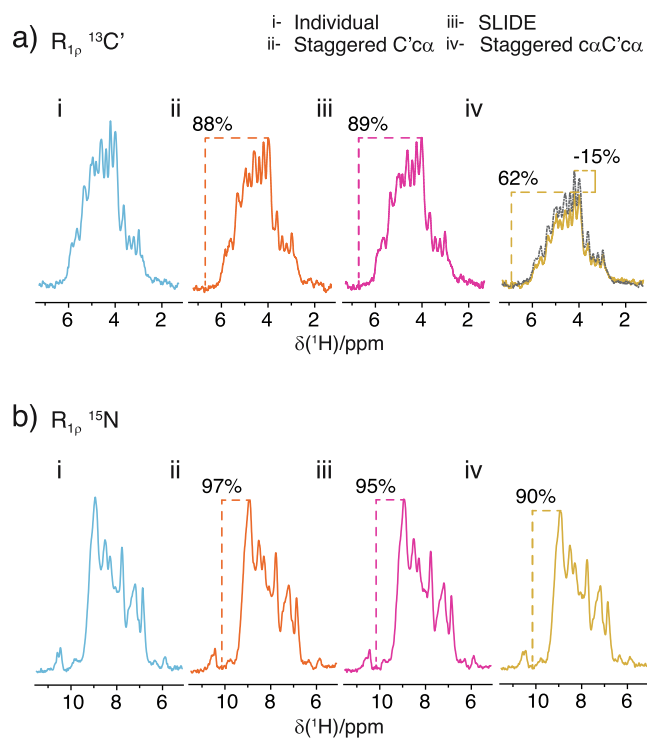 i- Individual iii- SLIDE
a) R1ρ 13C' ii- Staggered C'cα iv- Staggered cαC'cα
i ii iii iv
88% 89% -15%
62%
6 4 2 6 4 2 6 4 2 6 4 2
δ(1H)/ppm
b) R1ρ 15N
i ii iii iv
97% 95% 90%
10 8 6 10 8 6 10 8 6 10 8 6
δ(1H)/ppm